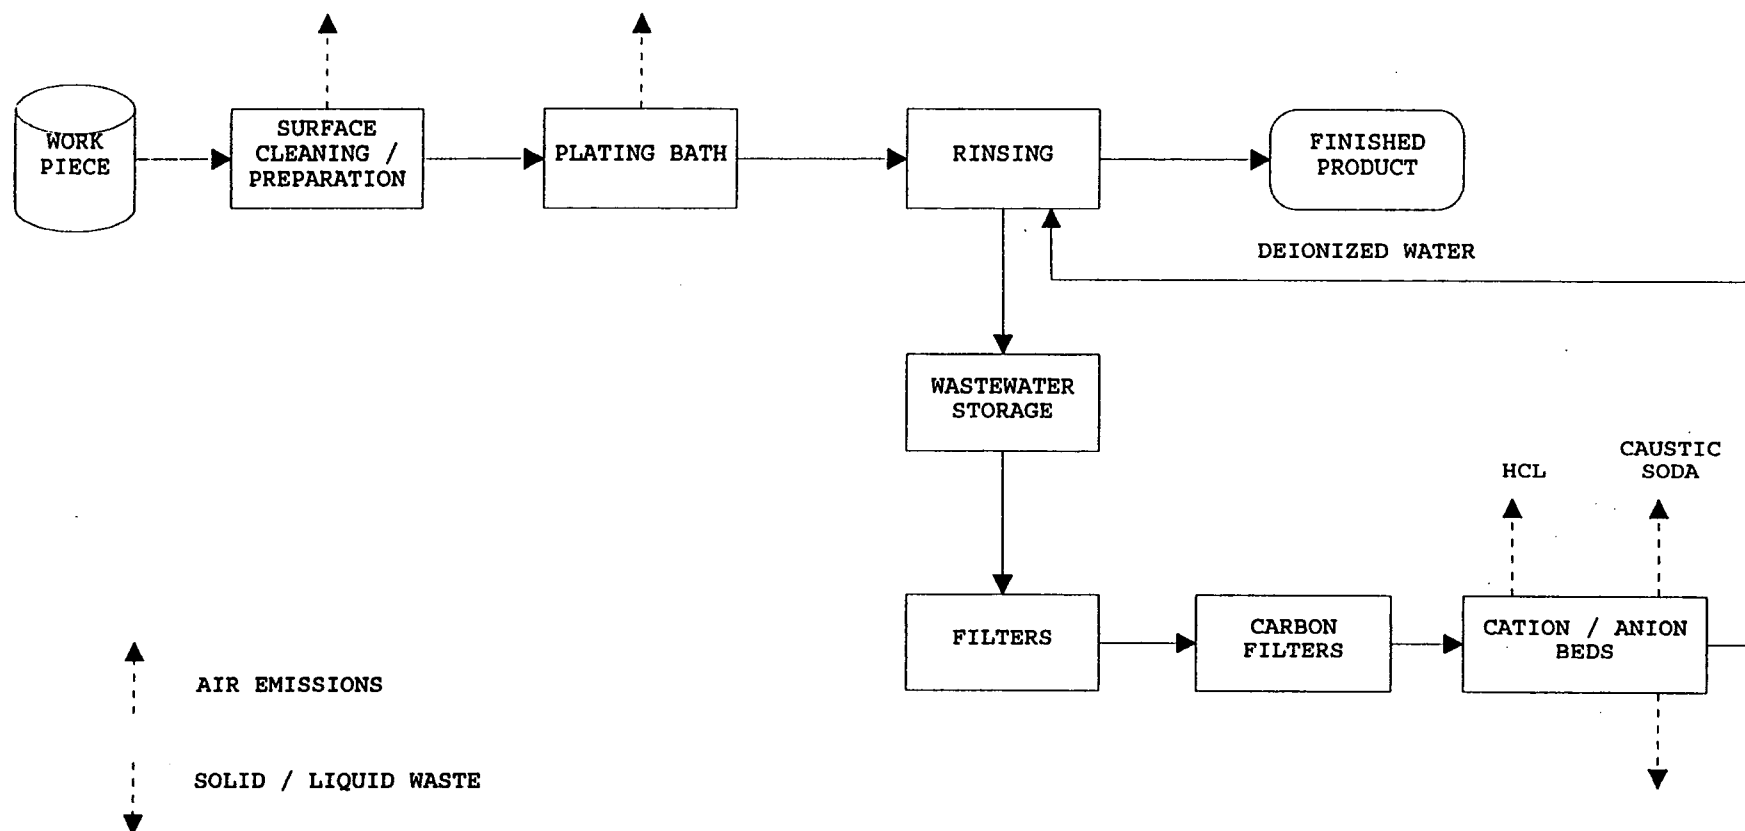 WORK
PIECE
SURFACE
CLEANING /
PREPARATION
PLATING BATH
RINSING
FINISHED
PRODUCT
DEIONIZED WATER
WASTEWATER
STORAGE
HCL
CAUSTIC
SODA
FILTERS
CARBON
FILTERS
CATION / ANION
BEDS
AIR EMISSIONS
SOLID / LIQUID WASTE